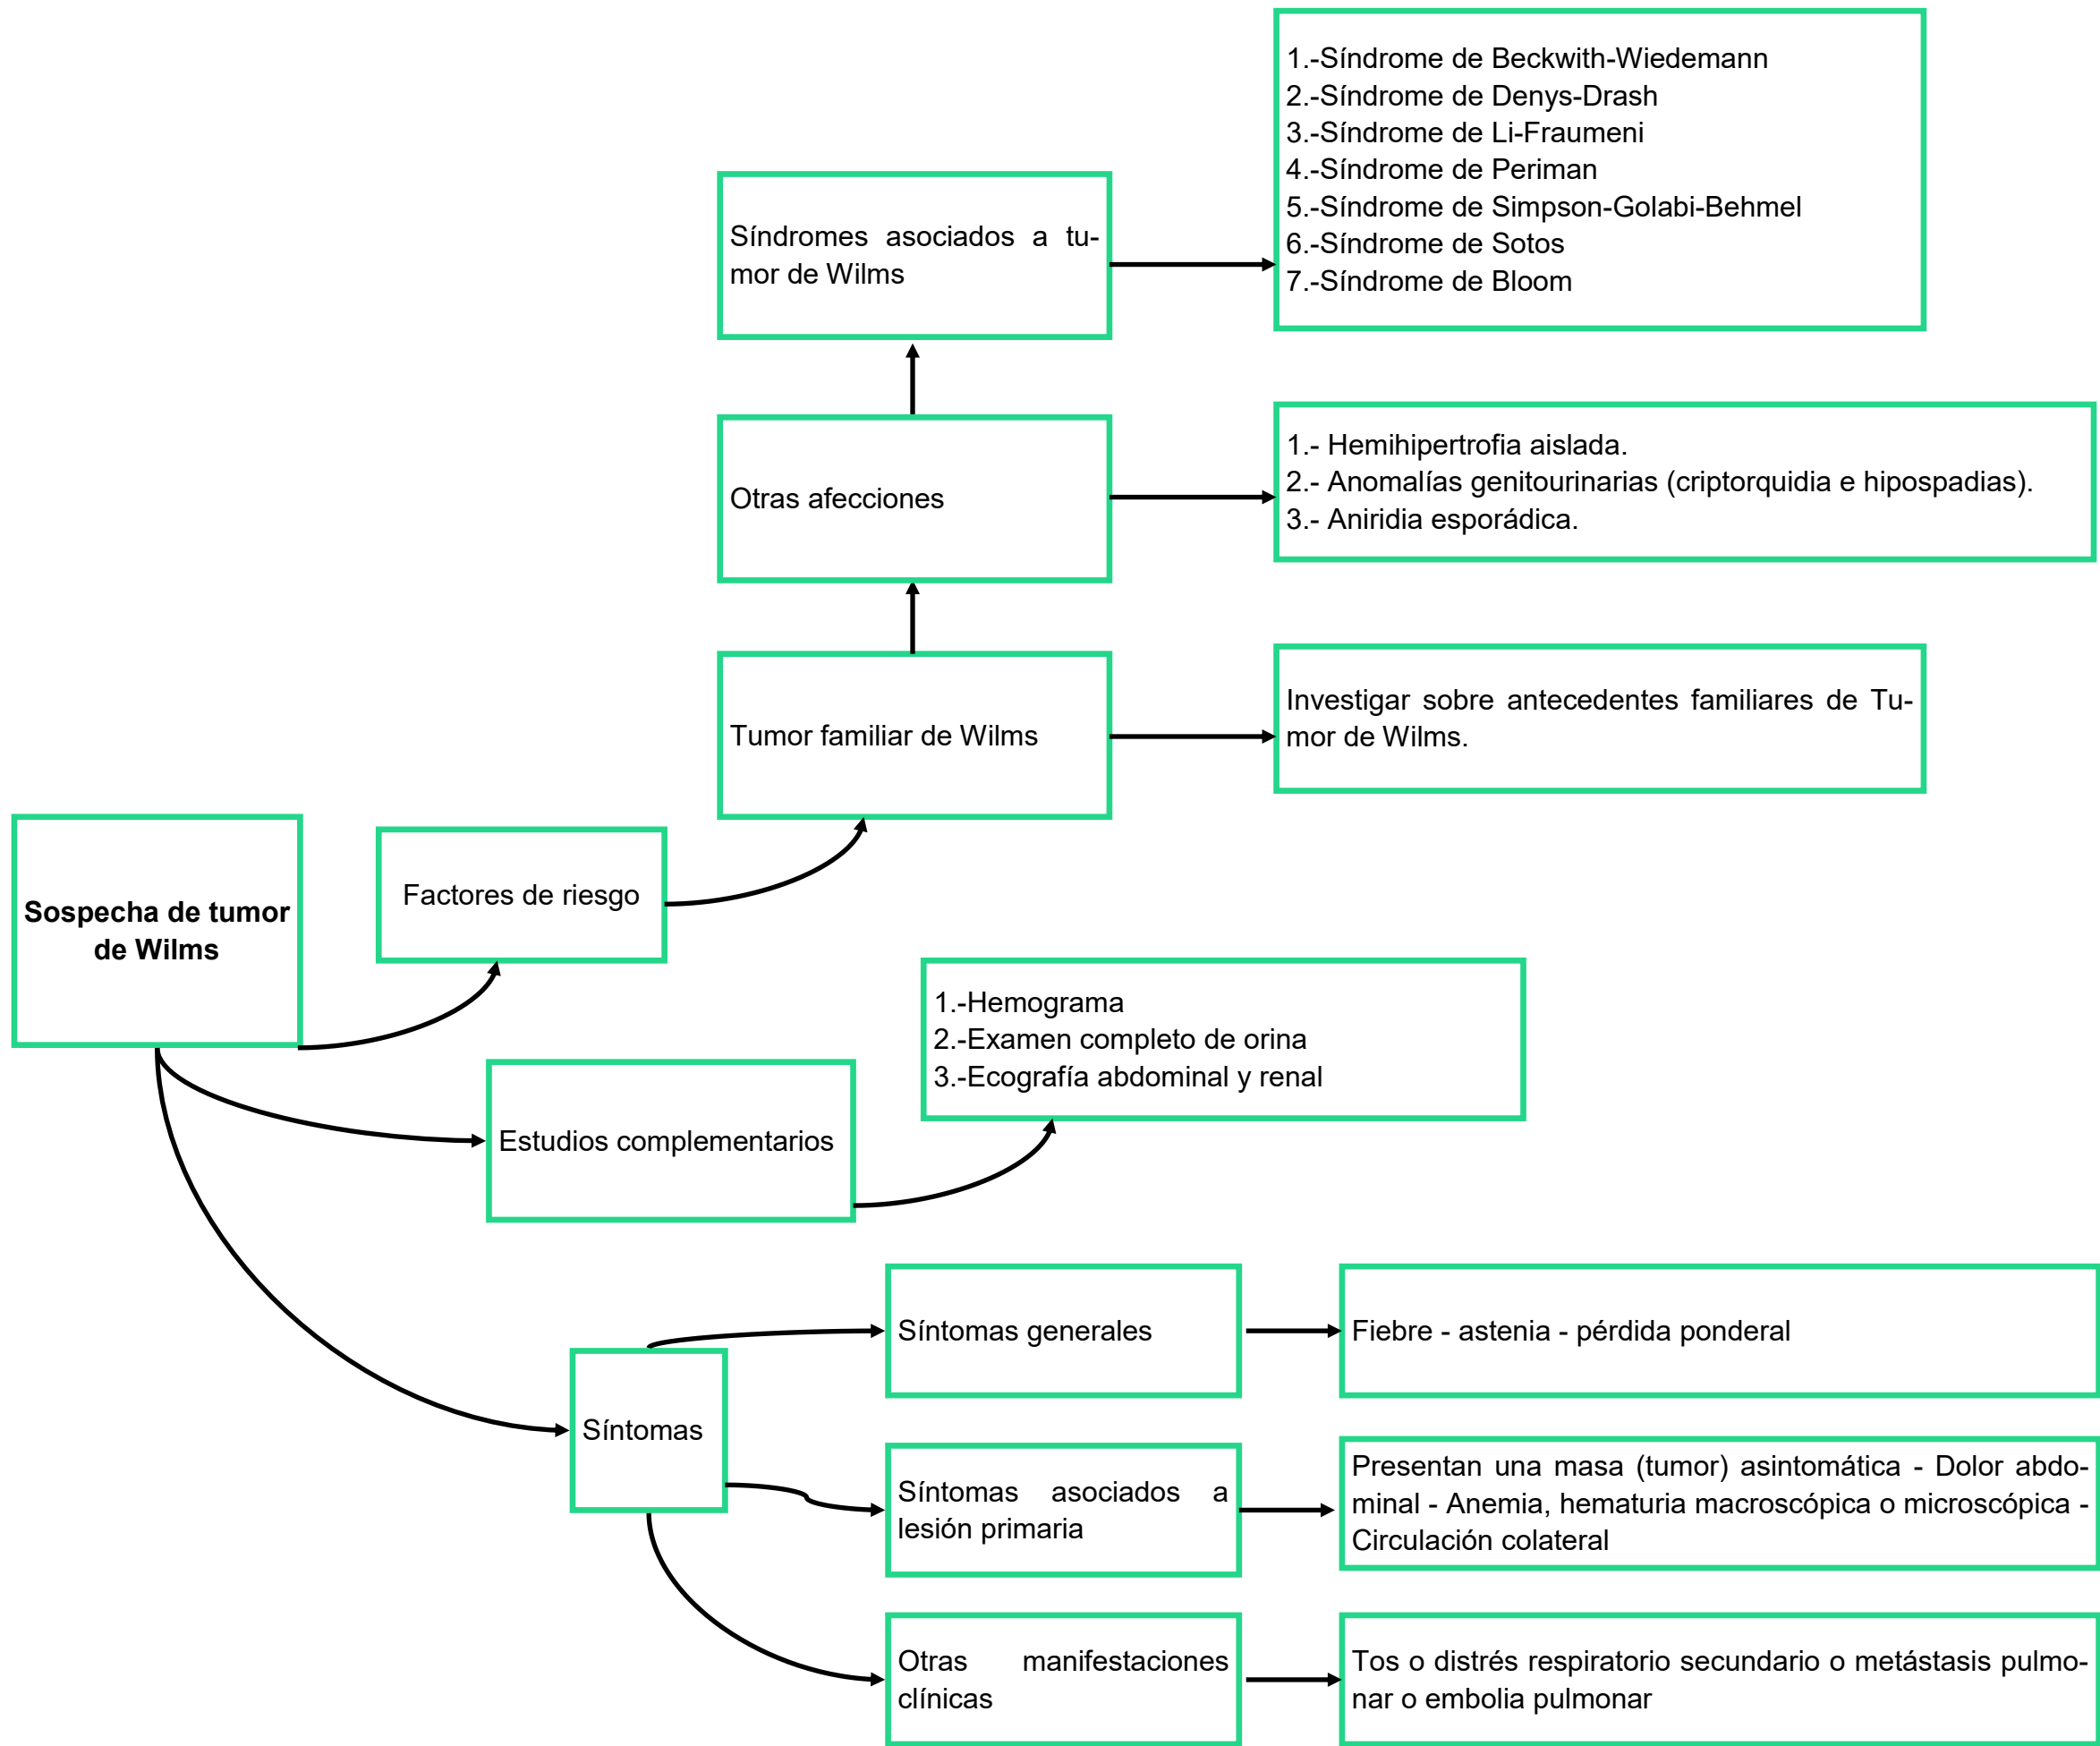 1.-Síndrome de Beckwith-Wiedemann
2.-Síndrome de Denys-Drash
3.-Síndrome de Li-Fraumeni
4.-Síndrome de Periman
5.-Síndrome de Simpson-Golabi-Behmel
6.-Síndrome de Sotos
7.-Síndrome de Bloom
Síndromes asociados a tu-
mor de Wilms
Otras afecciones
1.- Hemihipertrofia aislada.
2.- Anomalías genitourinarias (criptorquidia e hipospadias).
3.- Aniridia esporádica.
Tumor familiar de Wilms
Investigar sobre antecedentes familiares de Tu-
mor de Wilms.
Sospecha de tumor
de Wilms
Factores de riesgo
1.-Hemograma
2.-Examen completo de orina
3.-Ecografía abdominal y renal
Estudios complementarios
Síntomas
Síntomas generales
Fiebre - astenia - pérdida ponderal
Síntomas asociados a
lesión primaria
Presentan una masa (tumor) asintomática - Dolor abdo-
minal - Anemia, hematuria macroscópica o microscópica -
Circulación colateral
Otras manifestaciones
clínicas
Tos o distrés respiratorio secundario o metástasis pulmo-
nar o embolia pulmonar